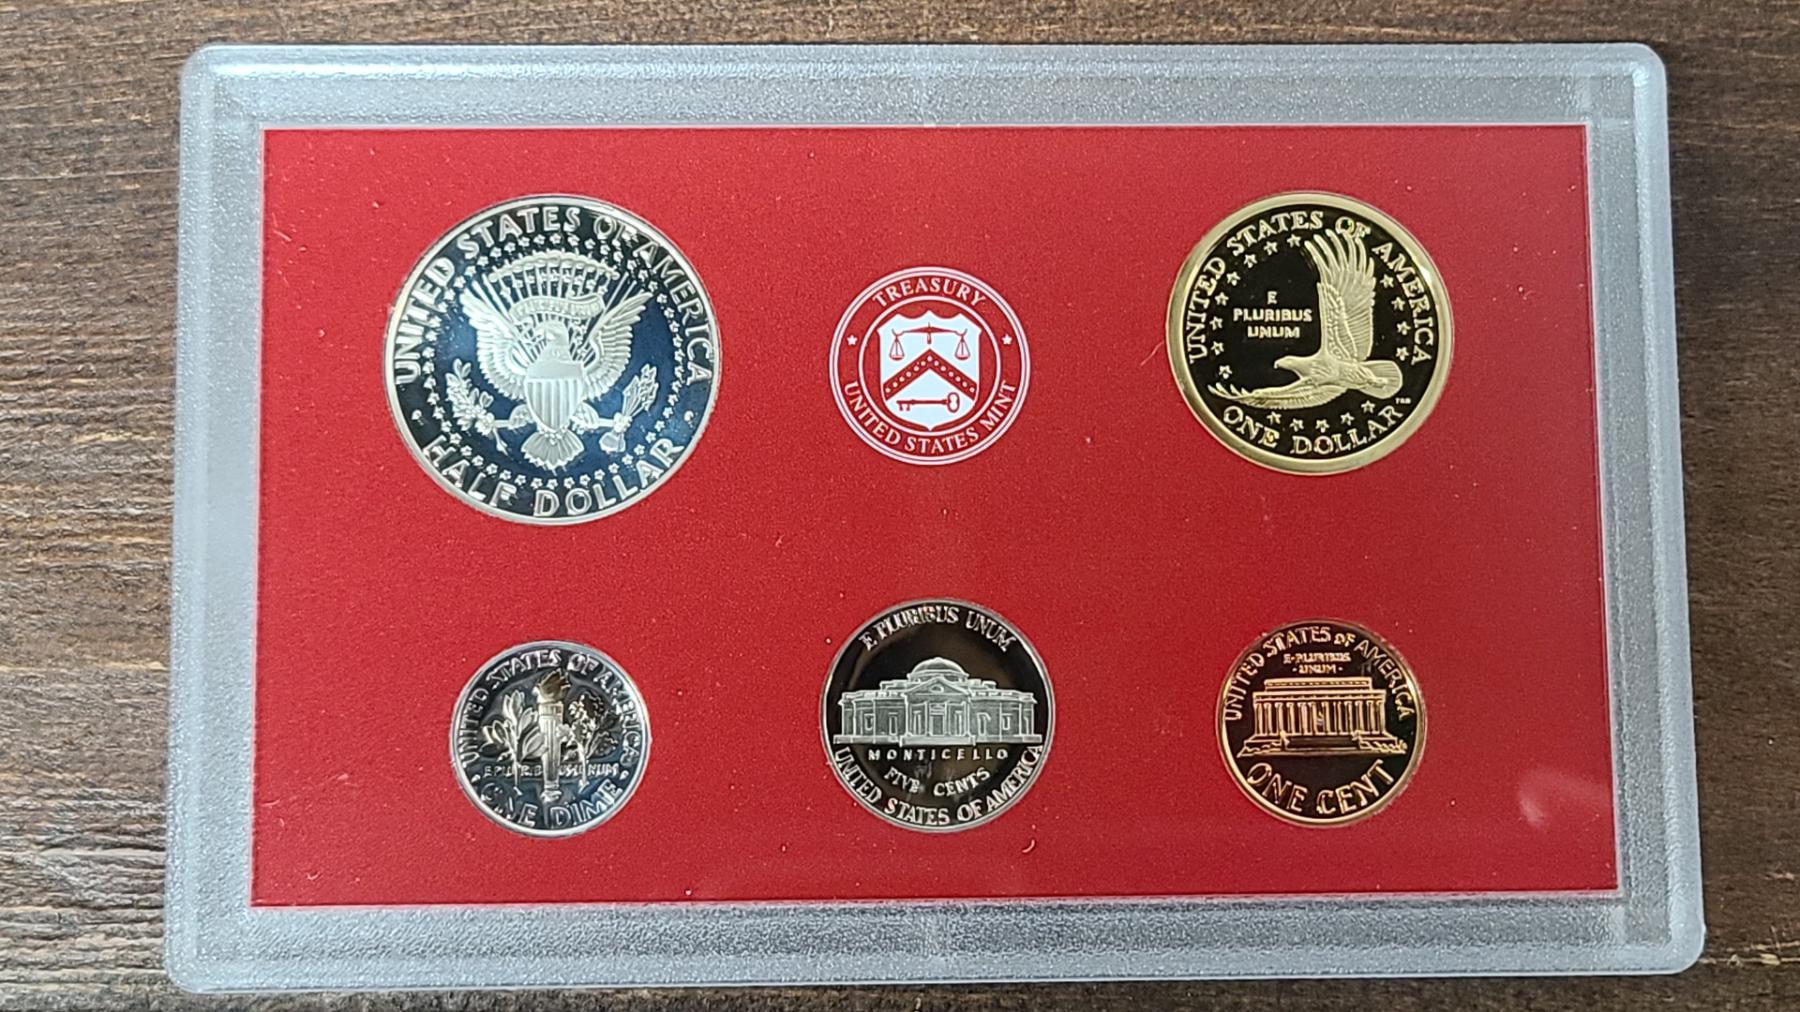 UNITED STATES OF AMERICA
HALF DOLLAR
TREASURY
UNITED STATES MINT
UNITED STATES OF AMERICA
E
PLURIBUS
UNUM
ONE DOLLAR
UNITED STATES OF AMERICA
E PLURIBUS UNUM
ONE DIME
E PLURIBUS UNUM
MONTICELLO
FIVE CENTS
UNITED STATES OF AMERICA
UNITED STATES OF AMERICA
E·PLURIBUS
·UNUM·
ONE CENT